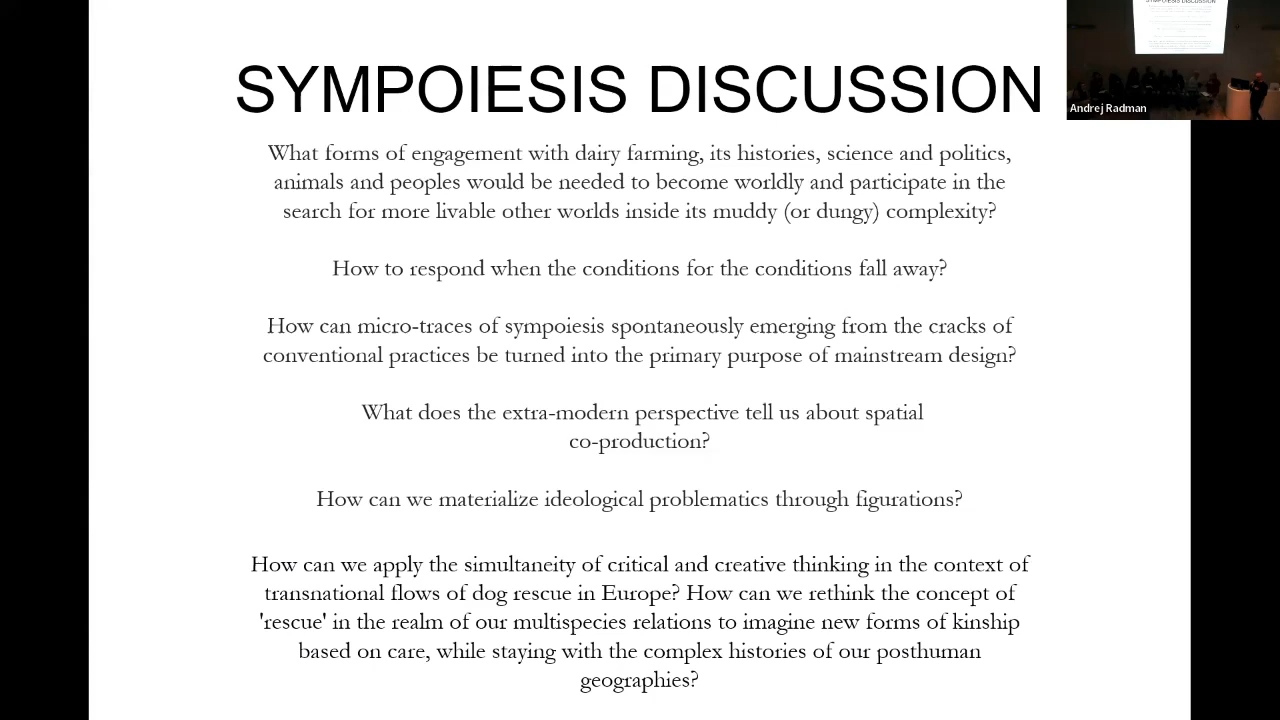 SYMPOIESIS DISCUSSION
Andrej Radman
What forms of engagement with dairy farming, its histories, science and politics,
animals and peoples would be needed to become worldly and participate in the
search for more livable other worlds inside its muddy (or dungy) complexity?
How to respond when the conditions for the conditions fall away?
How can micro-traces of sympoiesis spontaneously emerging from the cracks of
conventional practices be turned into the primary purpose of mainstream design?
What does the extra-modern perspective tell us about spatial
co-production?
How can we materialize ideological problematics through figurations?
How can we apply the simultaneity of critical and creative thinking in the context of
transnational flows of dog rescue in Europe? How can we rethink the concept of
'rescue' in the realm of our multispecies relations to imagine new forms of kinship
based on care, while staying with the complex histories of our posthuman
geographies?